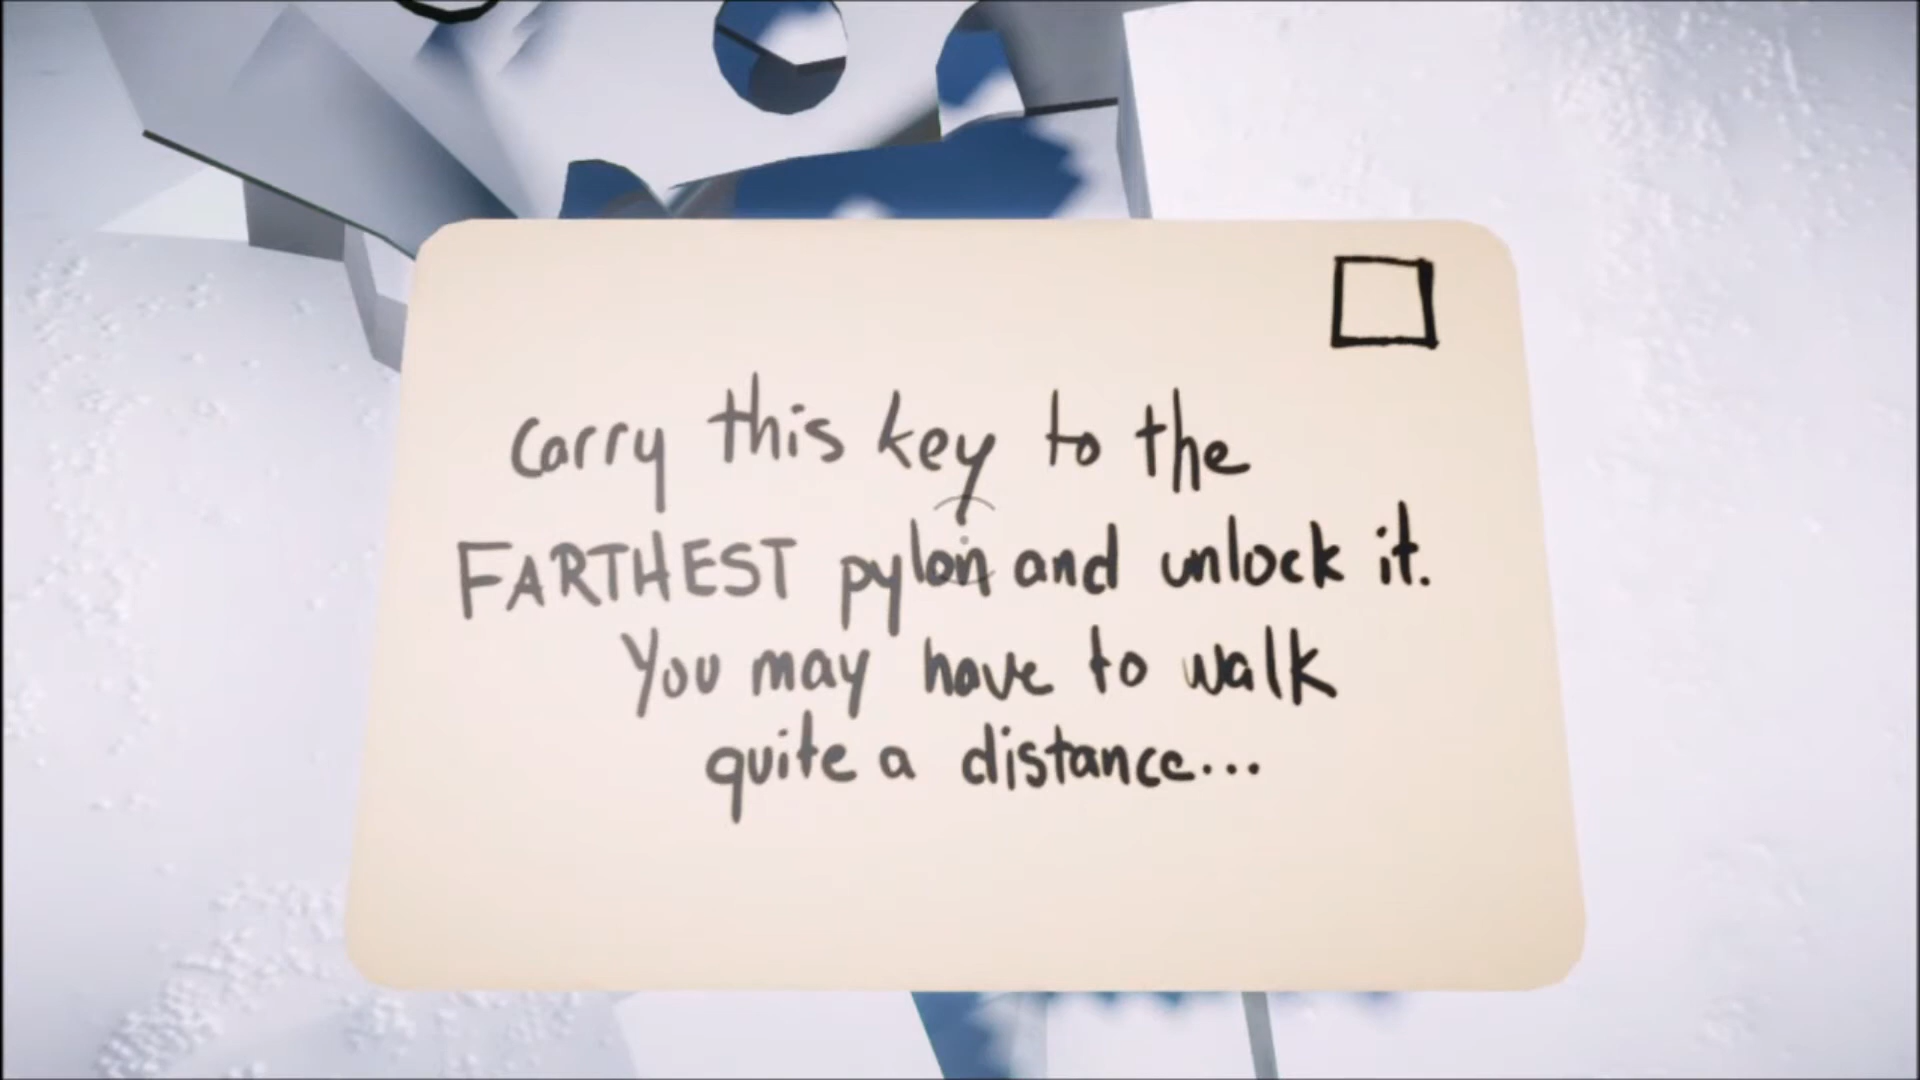 Carry this key to the
FARTHEST pylon and unlock it.
You may have to walk
quite a distance...